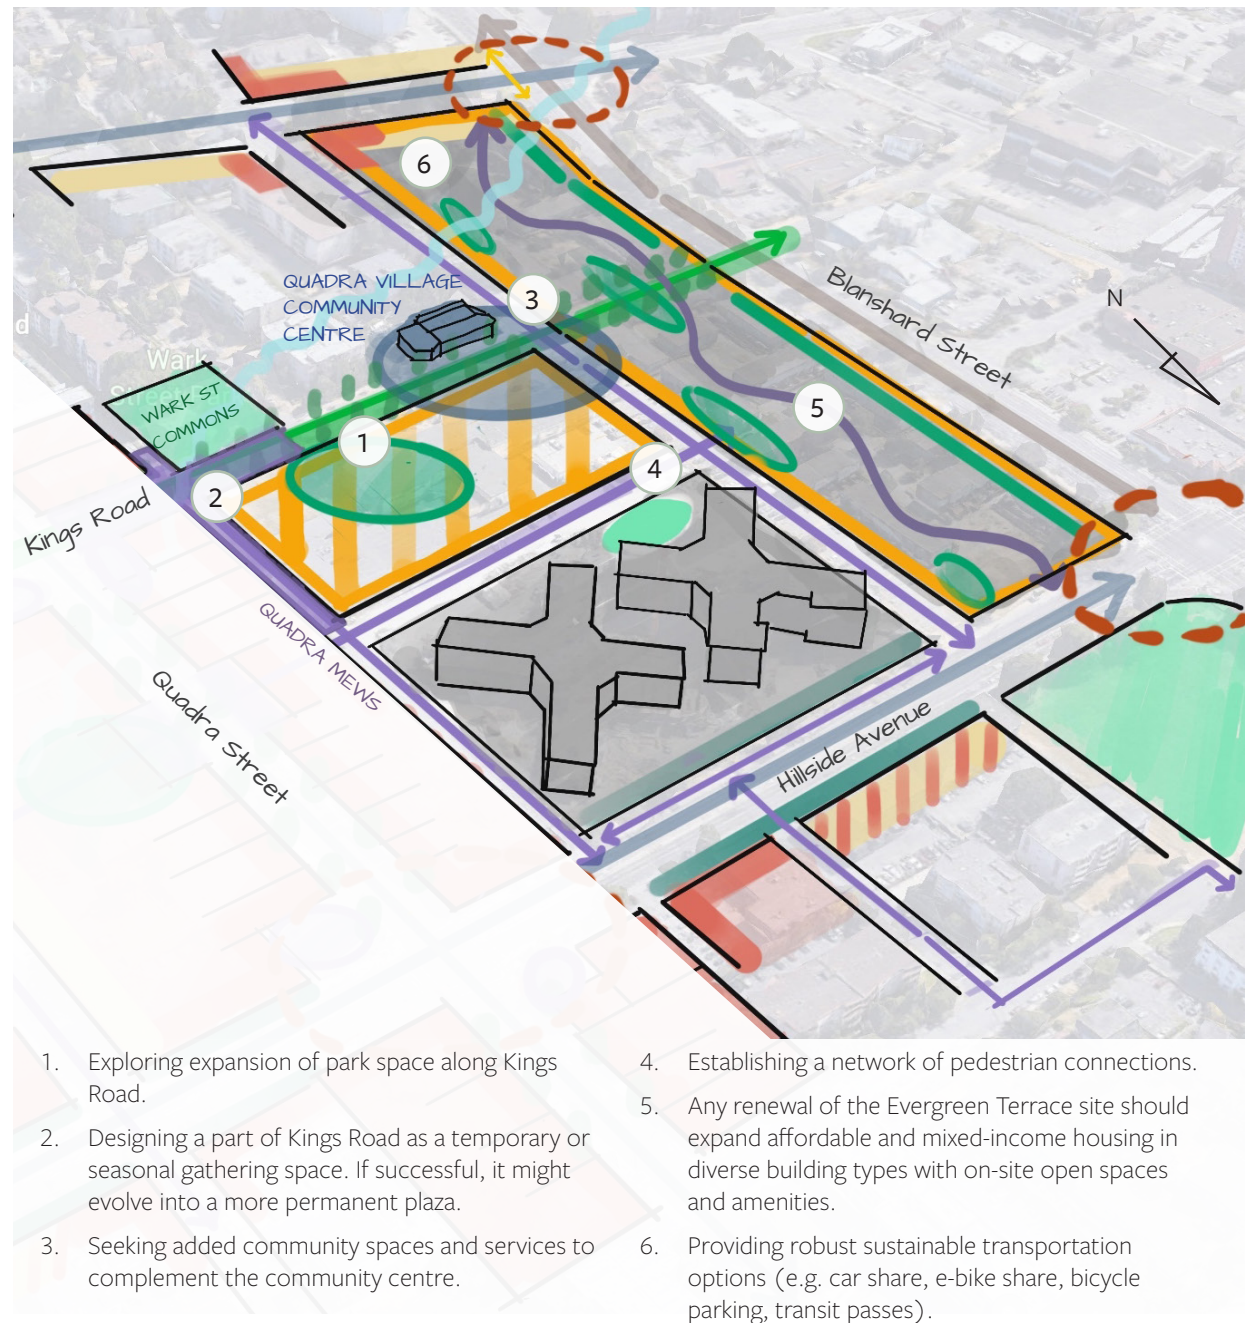 6
QUADRA VILLAGE
COMMUNITY
CENTRE
3
Blanshard Street
N
d
Wark
WARK ST
COMMONS
1
5
4
2
Kings Road
QUADRA MEWS
Quadra Street
Hillside Avenue
1. Exploring expansion of park space along Kings
Road.
2. Designing a part of Kings Road as a temporary or
seasonal gathering space. If successful, it might
evolve into a more permanent plaza.
3. Seeking added community spaces and services to
complement the community centre.
4. Establishing a network of pedestrian connections.
5. Any renewal of the Evergreen Terrace site should
expand affordable and mixed-income housing in
diverse building types with on-site open spaces
and amenities.
6. Providing robust sustainable transportation
options (e.g. car share, e-bike share, bicycle
parking, transit passes).